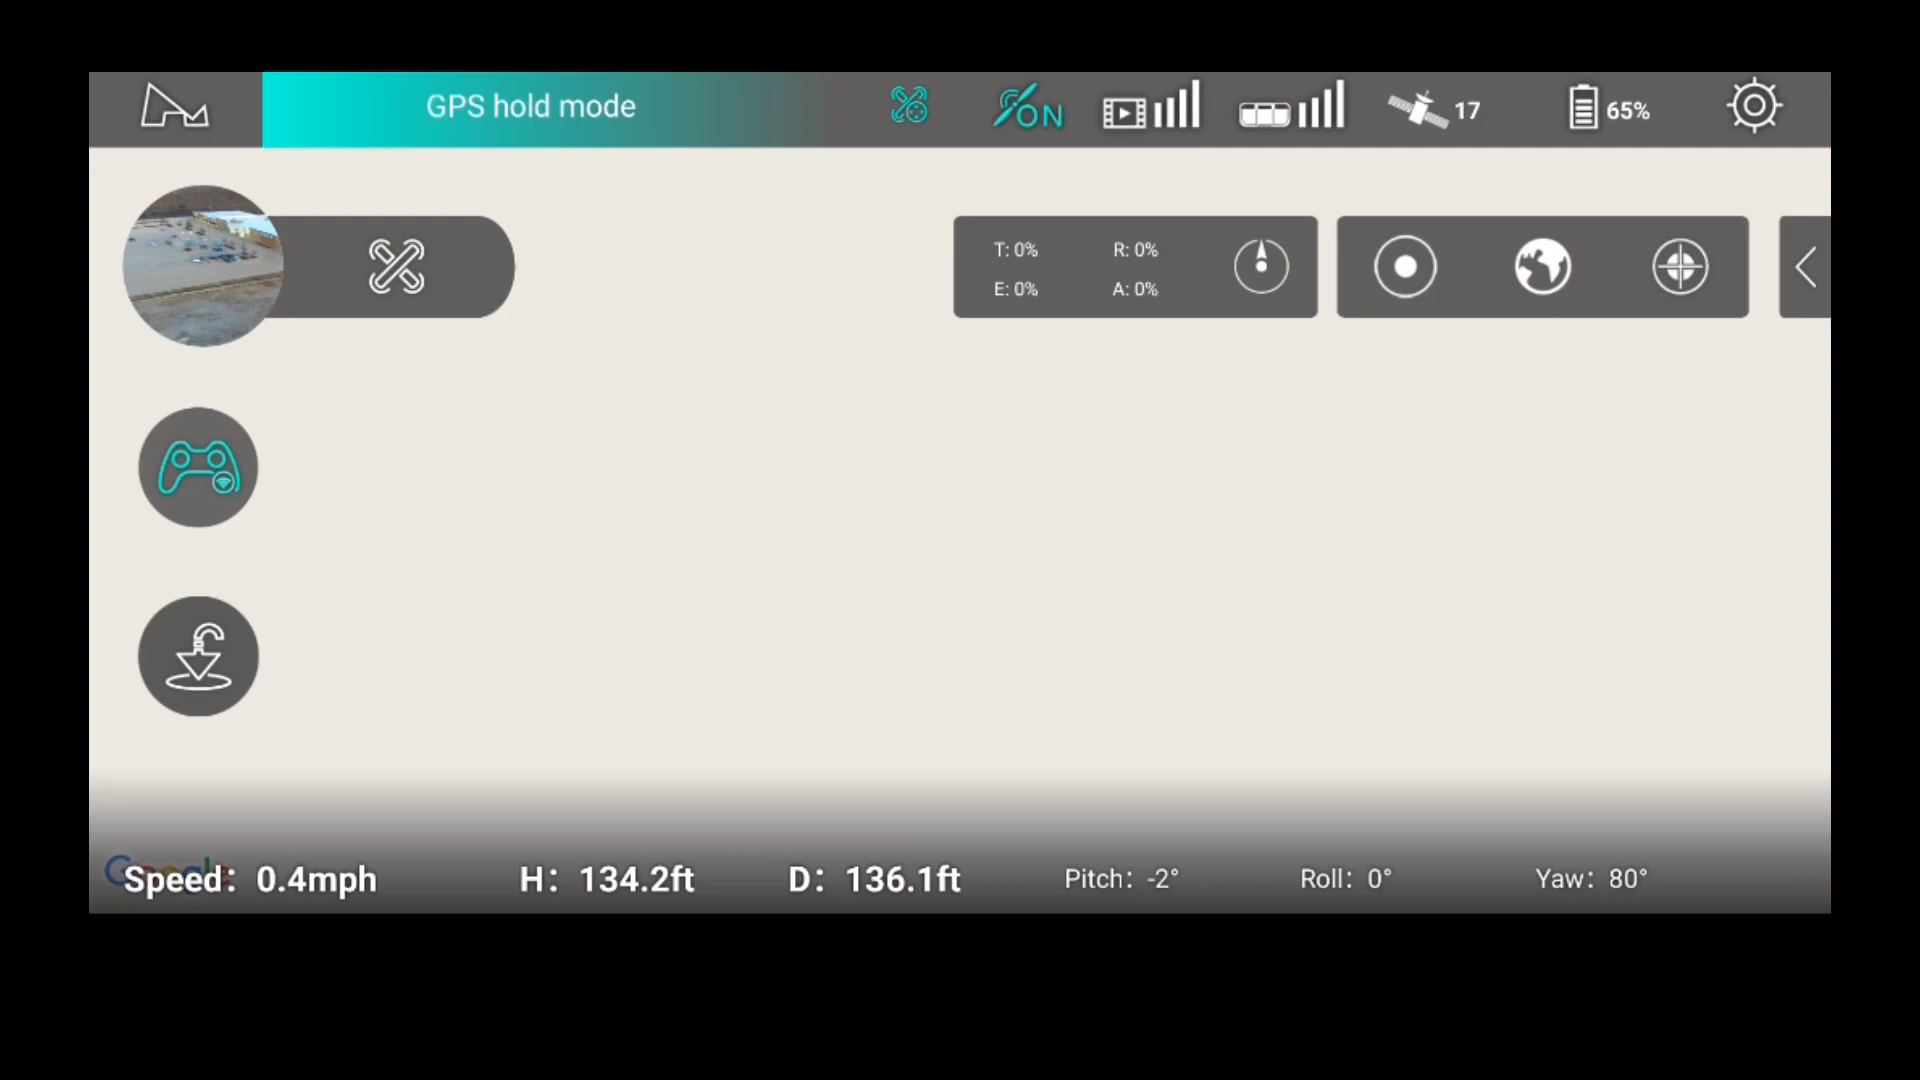 GPS hold mode
ON
17
65%
T: 0% R: 0%
E: 0% A: 0%
Google
Speed: 0.4mph H: 134.2ft D: 136.1ft Pitch: -2° Roll: 0° Yaw: 80°